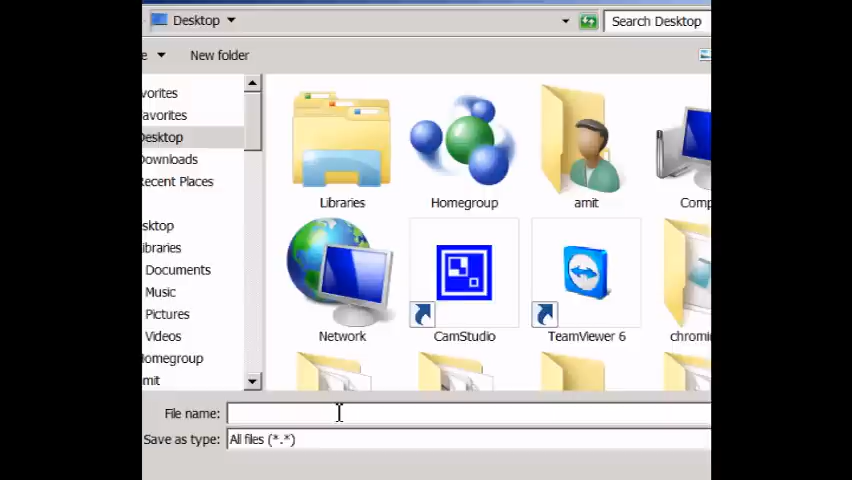 Desktop
Search Desktop
e
New folder
vorites
avorites
esktop
ownloads
ecent Places
sktop
ibraries
Documents
Music
Pictures
Videos
omegroup
mit
Libraries
Homegroup
amit
Comp
Network
CamStudio
TeamViewer 6
chromi
File name:
Save as type:
All files (*.*)